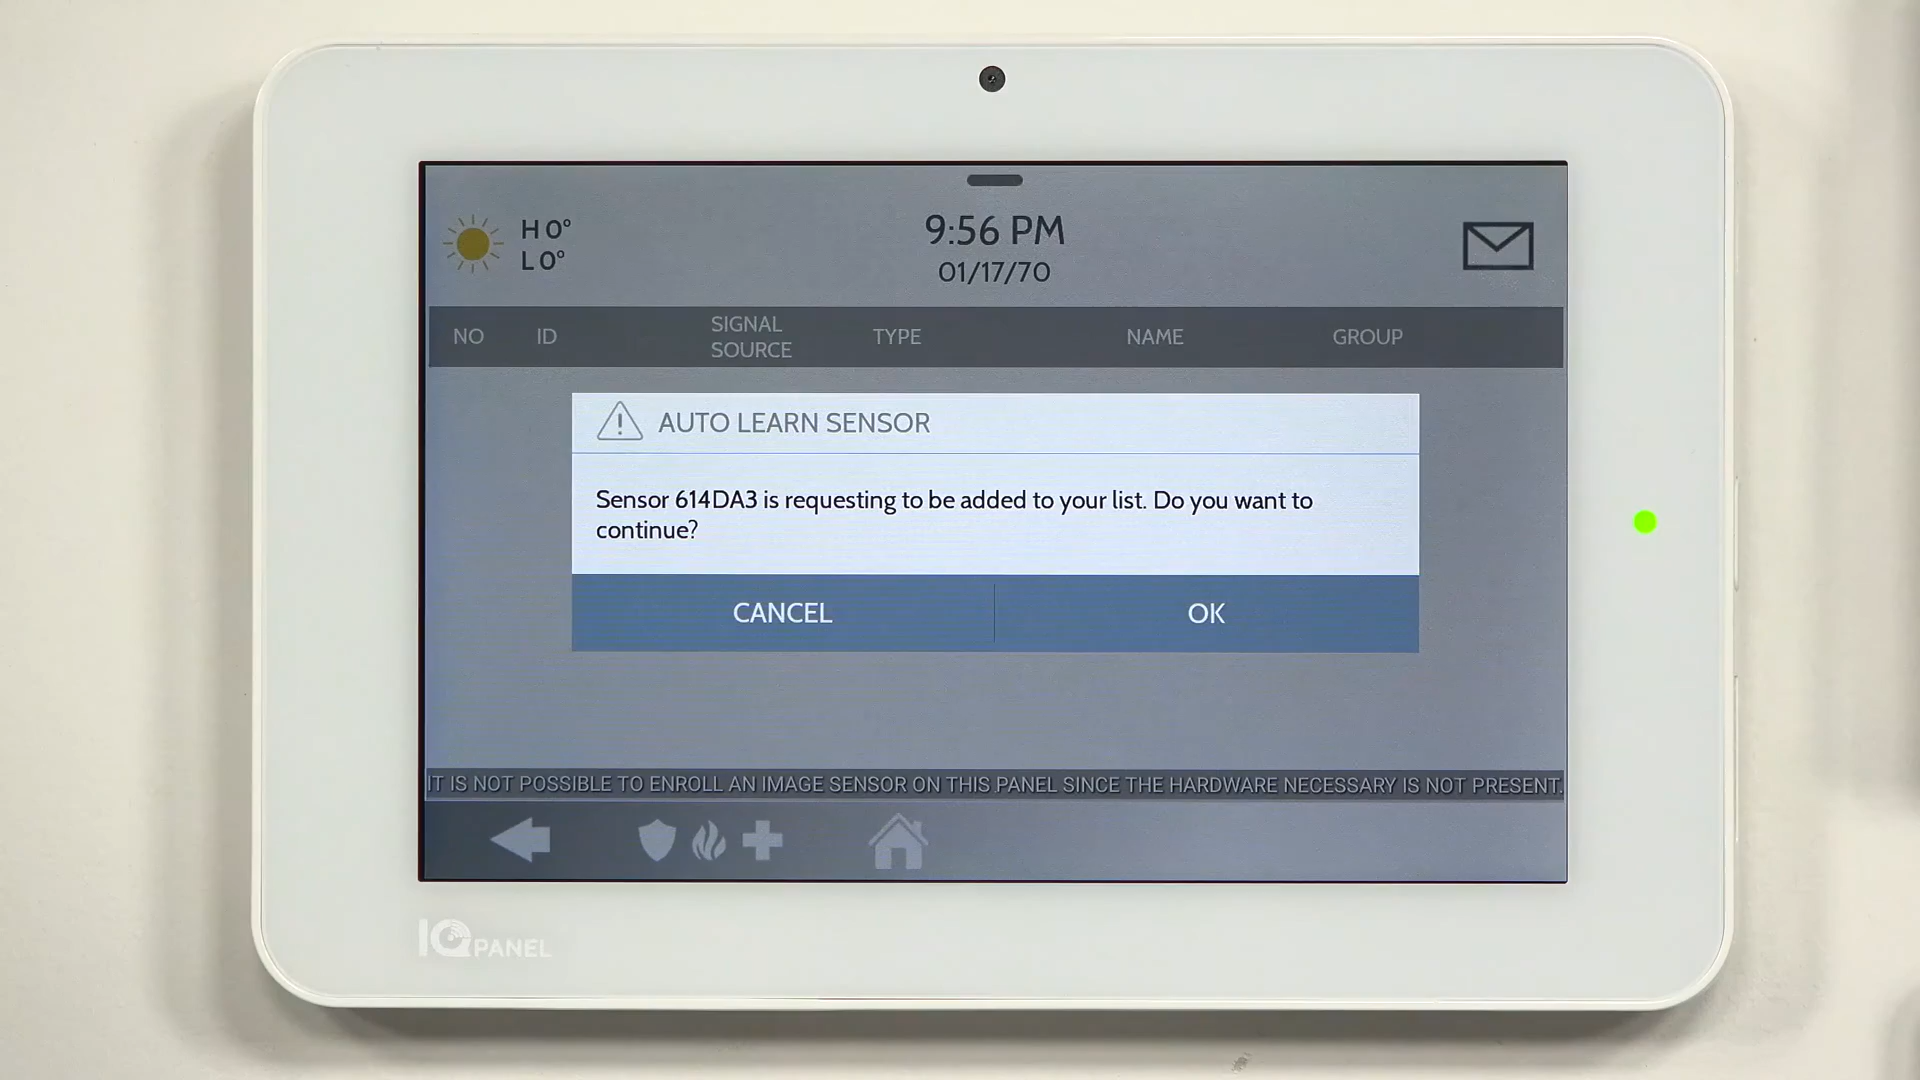 H 0°
L 0°
9:56 PM
01/17/70
NO ID SIGNAL SOURCE TYPE NAME GROUP
AUTO LEARN SENSOR
Sensor 614DA3 is requesting to be added to your list. Do you want to
continue?
CANCEL OK
IT IS NOT POSSIBLE TO ENROLL AN IMAGE SENSOR ON THIS PANEL SINCE THE HARDWARE NECESSARY IS NOT PRESENT.
IQ PANEL